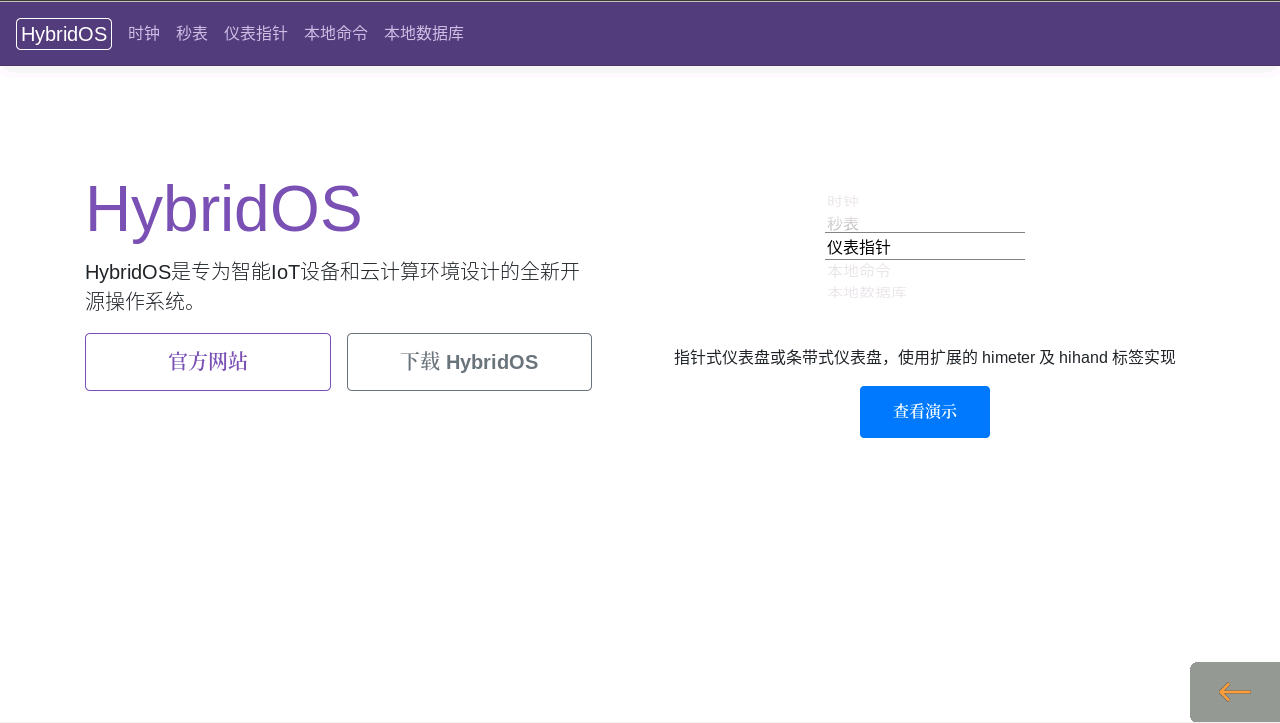 HybridOS 时钟 秒表 仪表指针 本地命令 本地数据库
HybridOS
HybridOS是专为智能IoT设备和云计算环境设计的全新开
源操作系统。
官方网站 下载 HybridOS
时钟
秒表
仪表指针
本地命令
本地数据库
指针式仪表盘或条带式仪表盘，使用扩展的 himeter 及 hihand 标签实现
查看演示